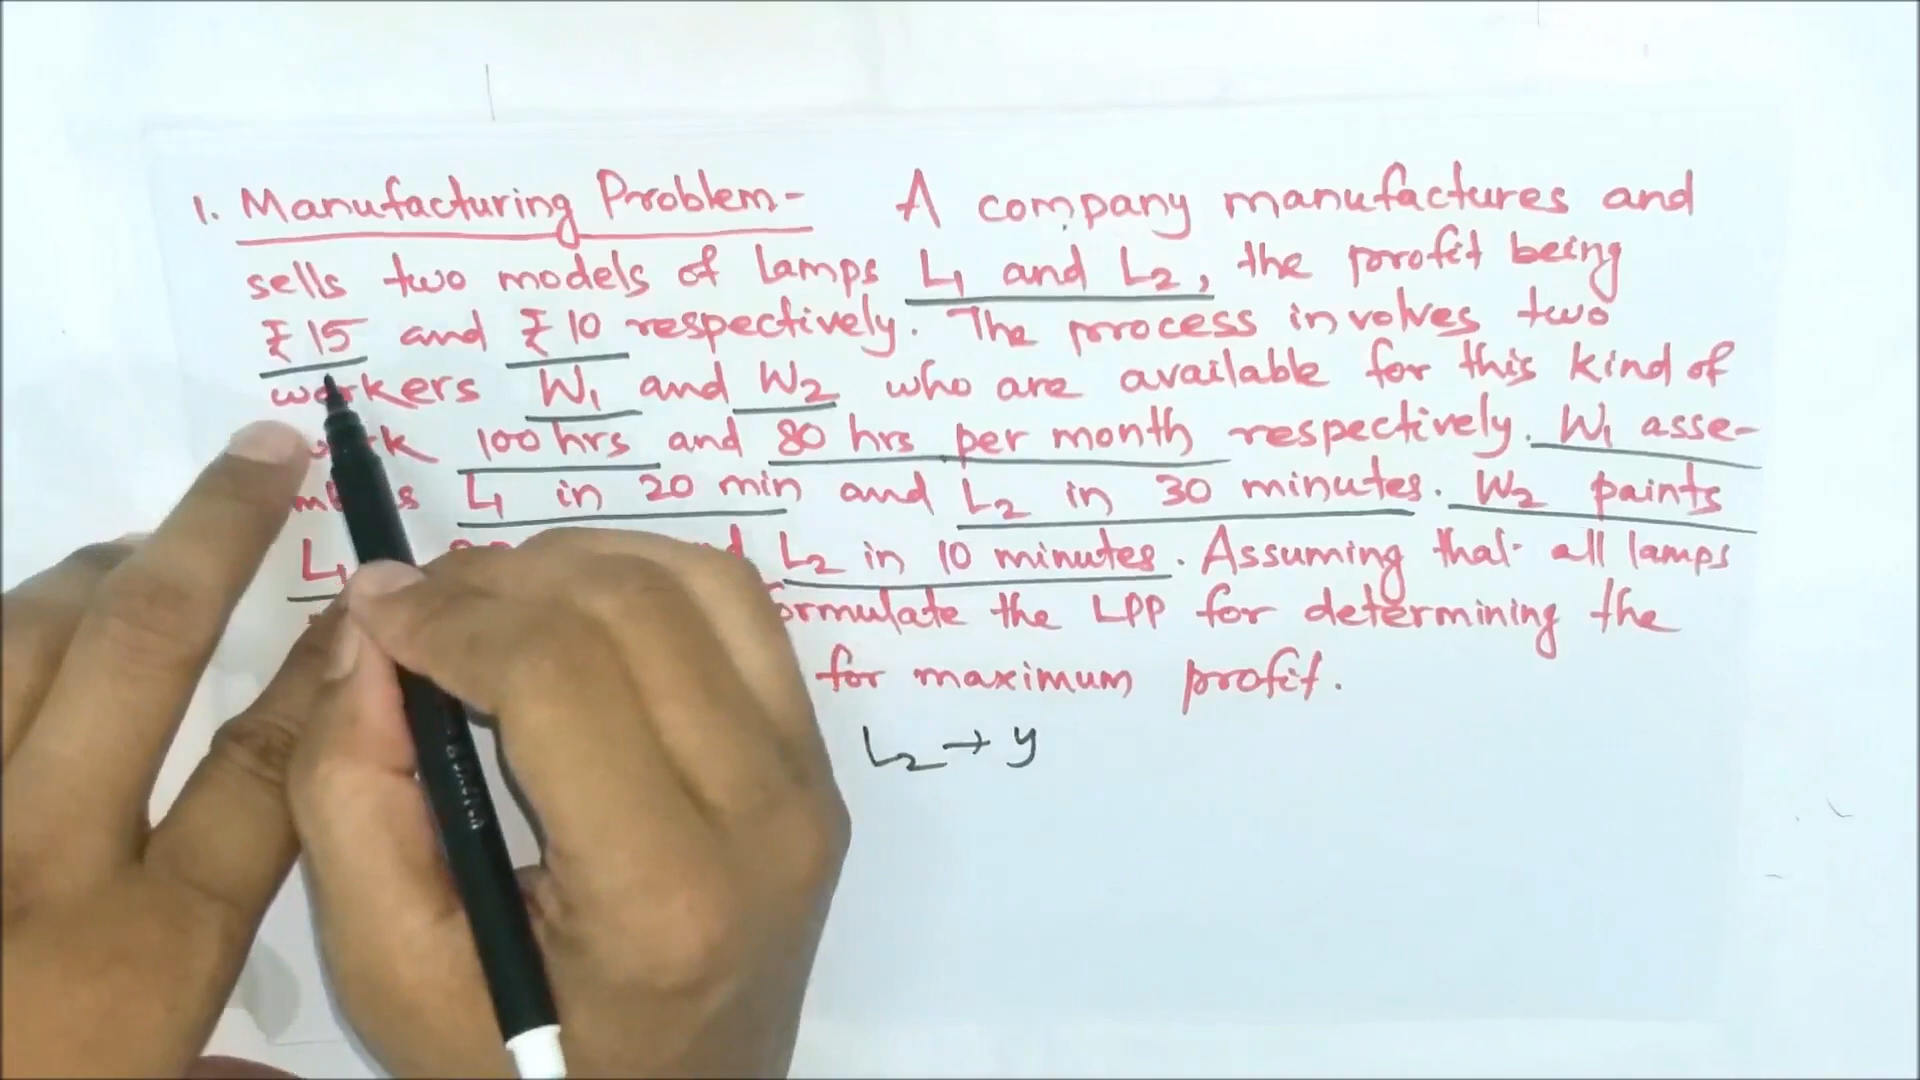 1. Manufacturing Problem- A company manufactures and
sells two models of lamps L1 and L2, the profit being
₹15 and ₹10 respectively. The process involves two
workers W1 and W2 who are available for this kind of
100 hrs and 80 hrs per month respectively. W1 asse-
L1 in 20 min and L2 in 30 minutes. W2 paints
L1 L2 in 10 minutes. Assuming that all lamps
the LPP for determining the
for maximum profit.
L2 → y